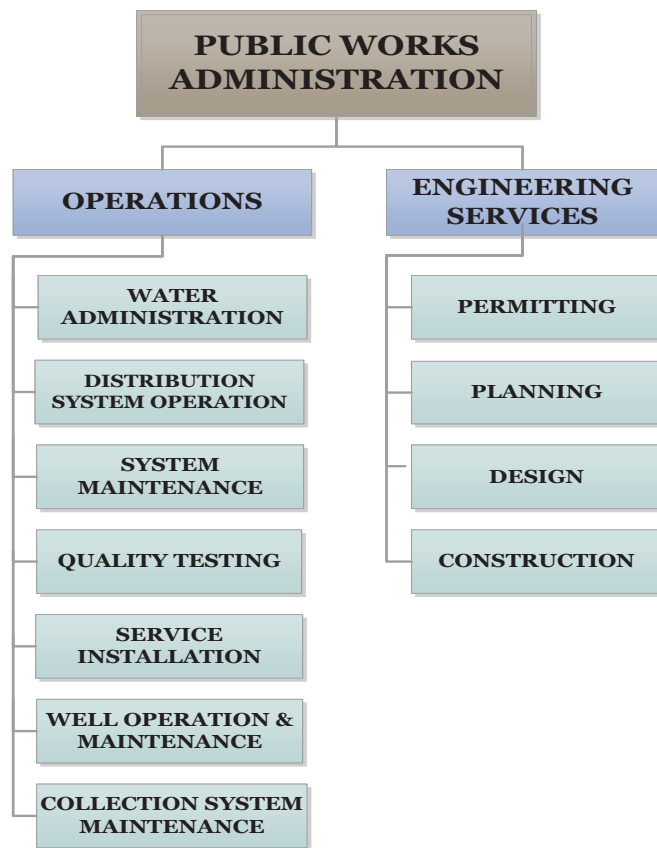 PUBLIC WORKS
ADMINISTRATION
OPERATIONS
WATER
ADMINISTRATION
DISTRIBUTION
SYSTEM OPERATION
SYSTEM
MAINTENANCE
QUALITY TESTING
SERVICE
INSTALLATION
WELL OPERATION &
MAINTENANCE
COLLECTION SYSTEM
MAINTENANCE
ENGINEERING
SERVICES
PERMITTING
PLANNING
DESIGN
CONSTRUCTION